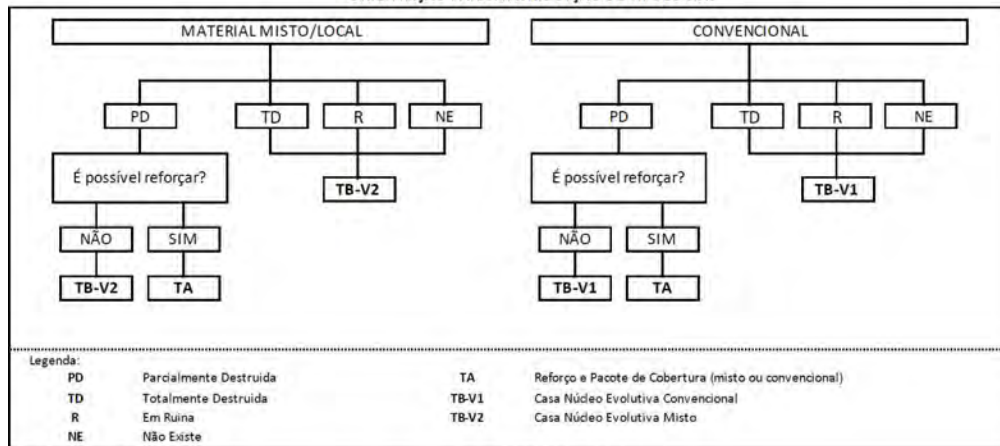 MATERIAL MISTO/LOCAL
CONVENCIONAL
PD
TD
R
NE
PD
TD
R
NE
É possível reforçar?
TB-V2
É possível reforçar?
TB-V1
NÃO
SIM
NÃO
SIM
TB-V2
TA
TB-V1
TA
Legenda:
PD Parcialmente Destruida TA Reforço e Pacote de Cobertura (misto ou convencional)
TD Totalmente Destruida TB-V1 Casa Núcleo Evolutiva Convencional
R Em Ruina TB-V2 Casa Núcleo Evolutiva Misto
NE Não Existe